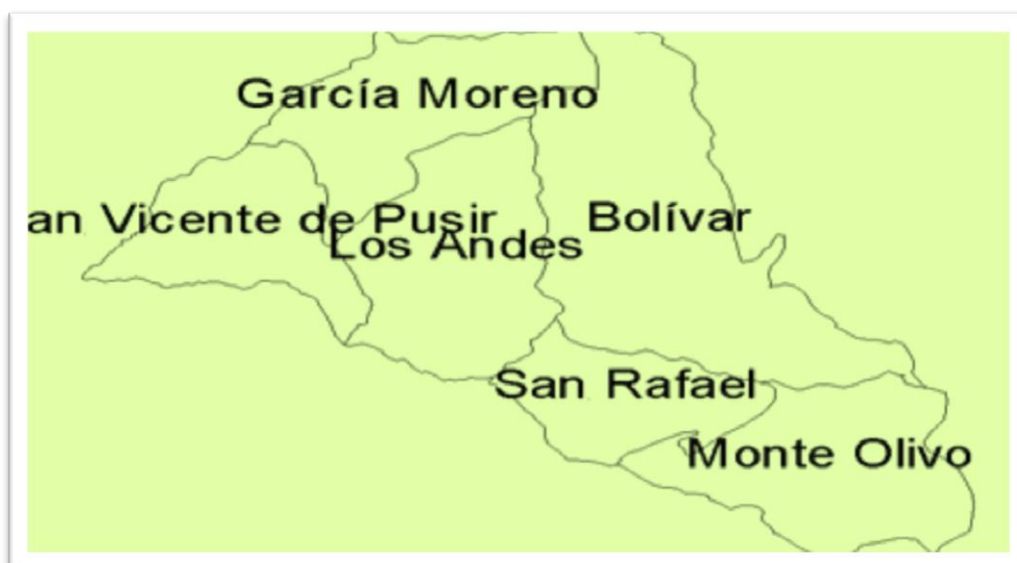 García Moreno
an Vicente de Pusir
Los Andes
Bolívar
San Rafael
Monte Olivo